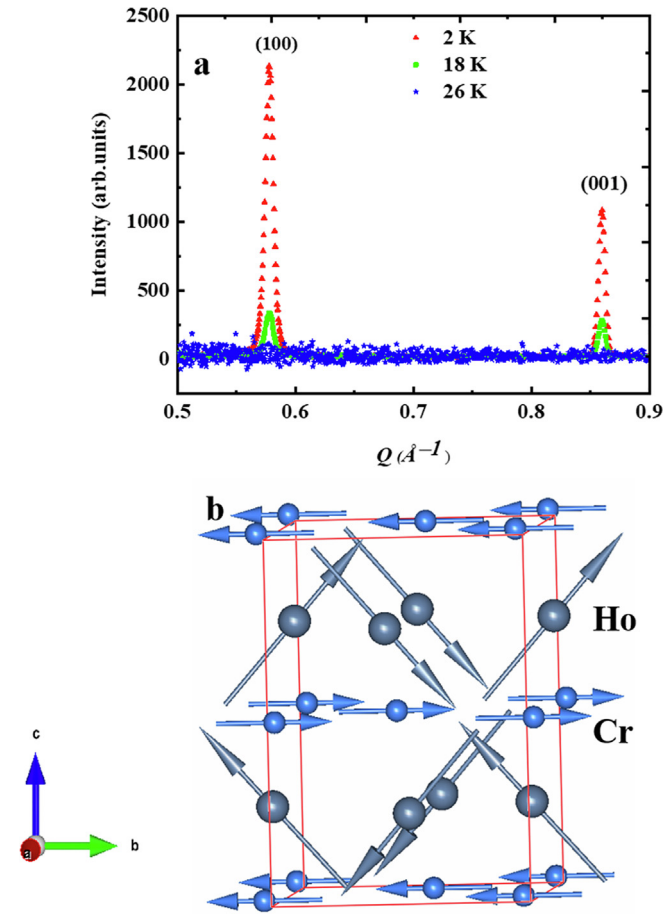 2500
2000
1500
1000
500
0
Intensity (arb.units)
a
(100)
2 K
18 K
26 K
(001)
0.5 0.6 0.7 0.8 0.9
Q (Å⁻¹)
b
Ho
Cr
c
b
a